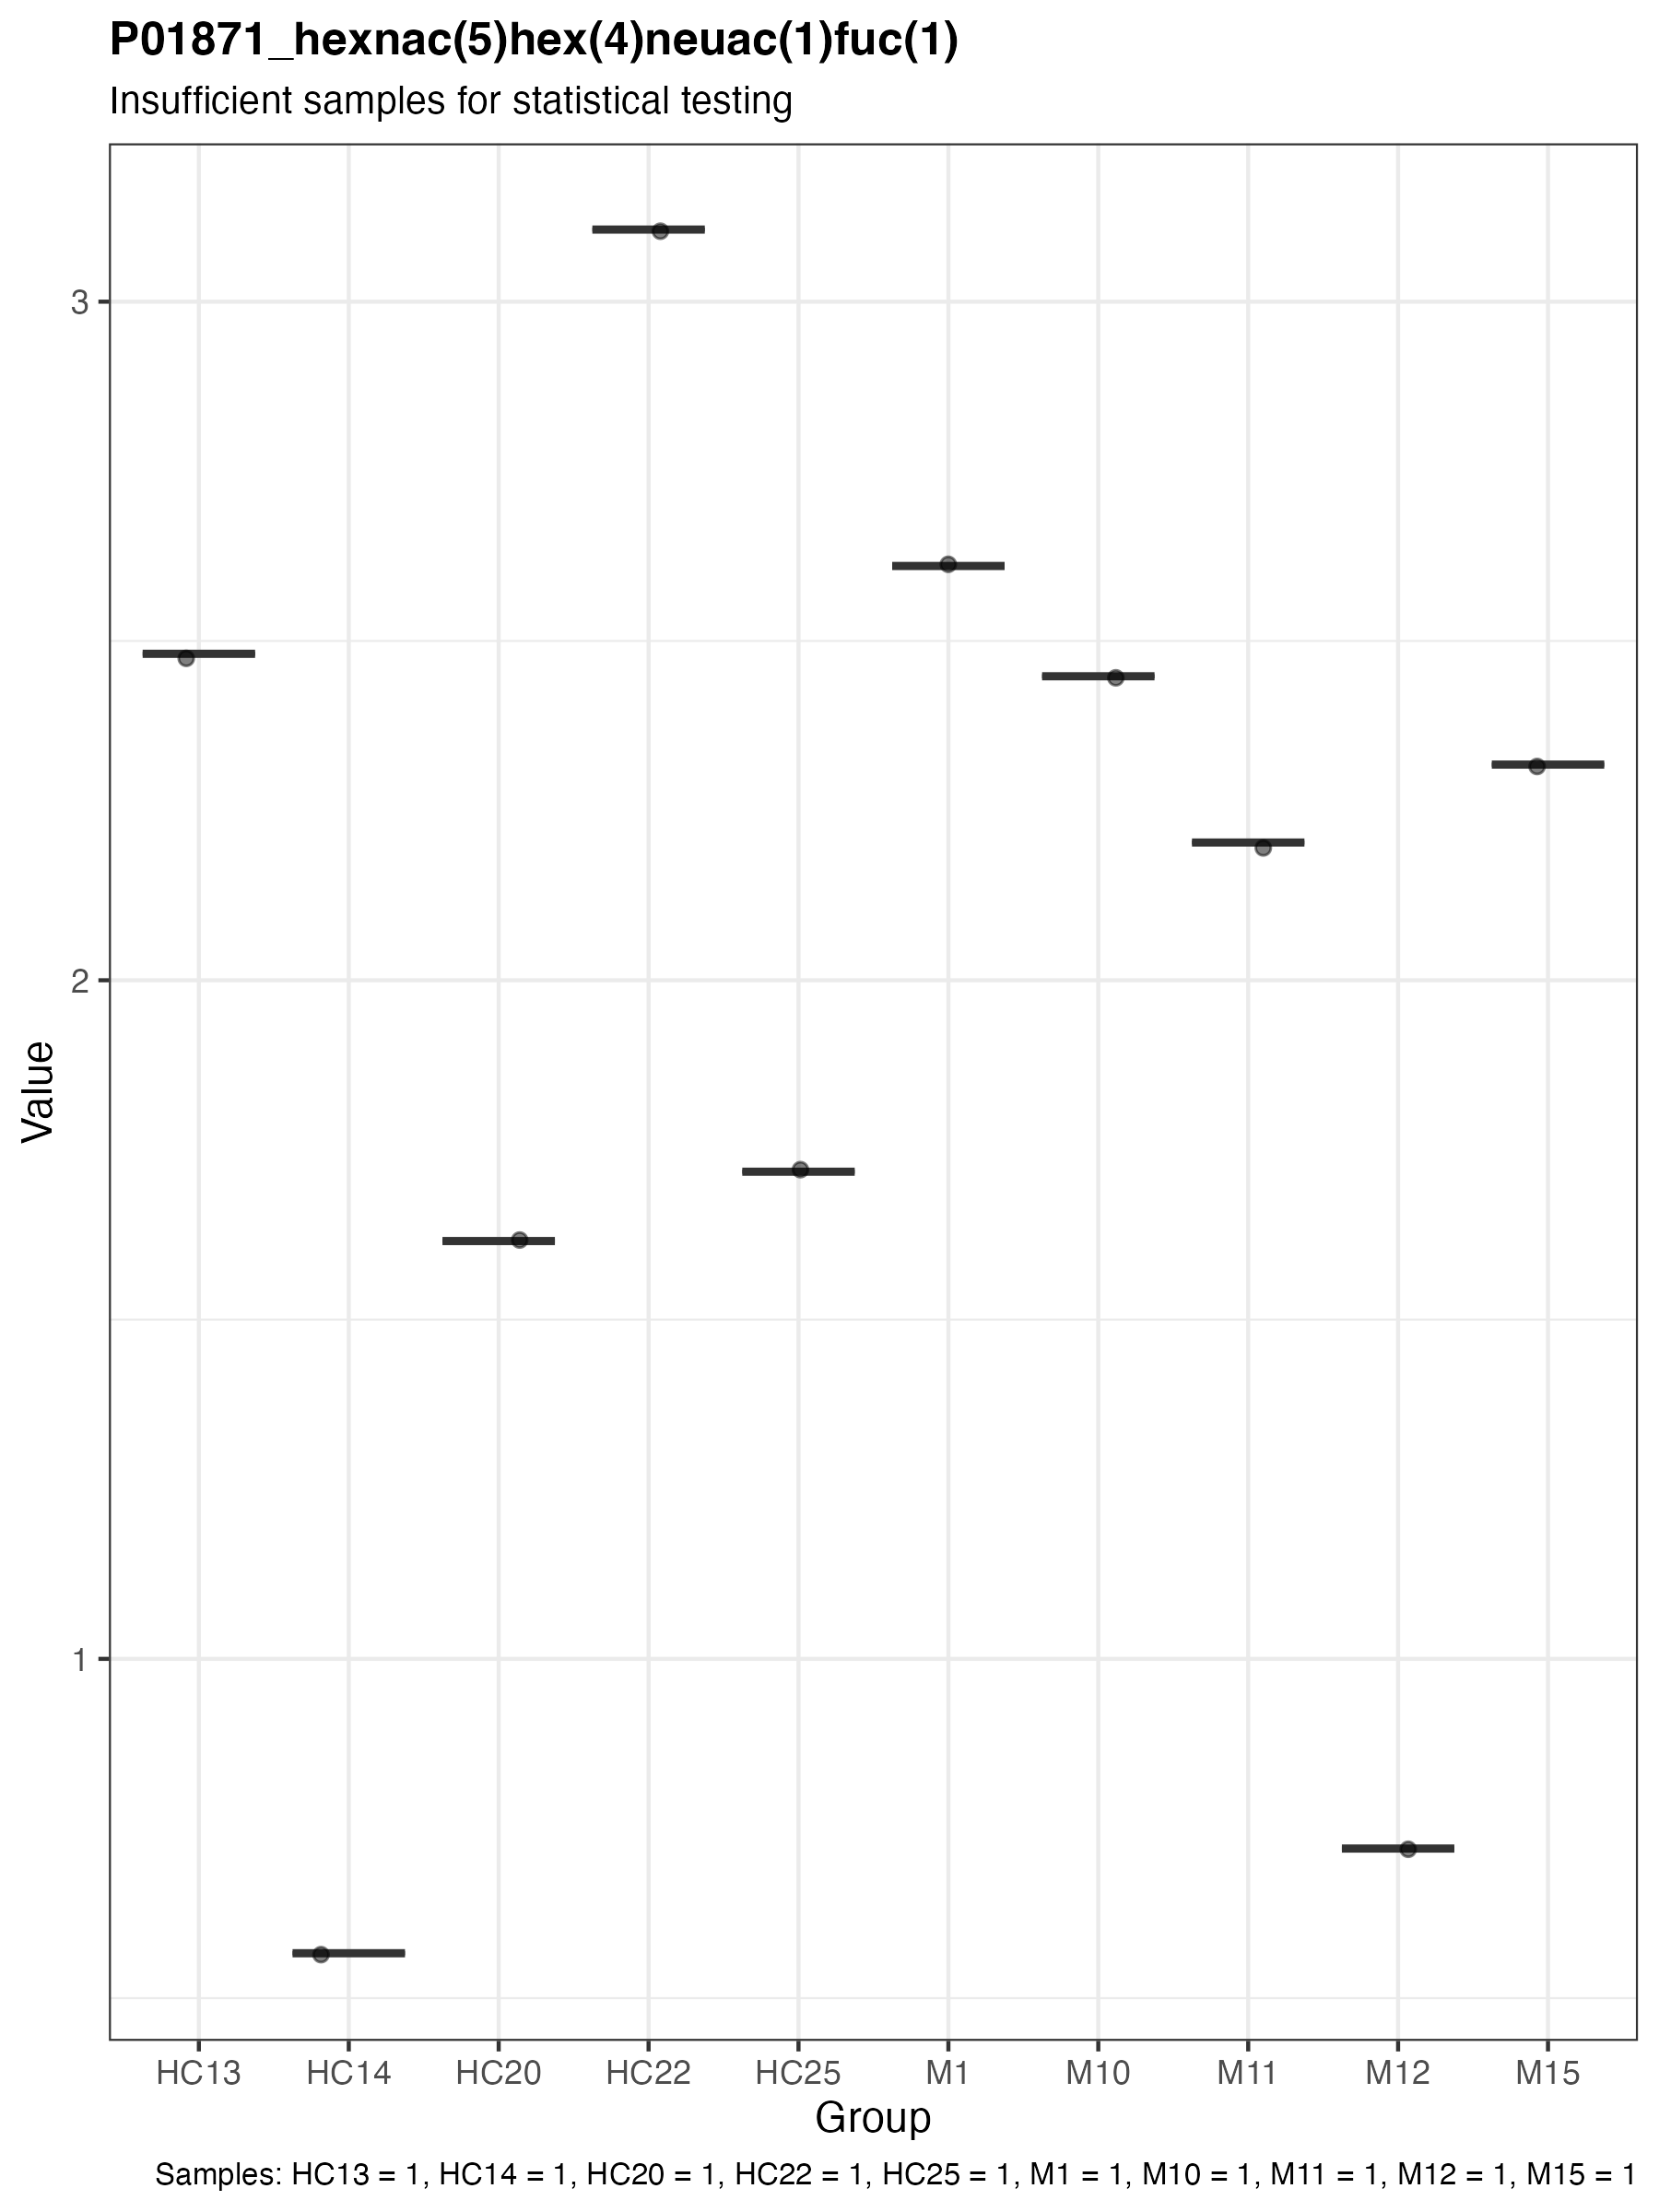 P01871_hexnac(5)hex(4)neuac(1)fuc(1)
Insufficient samples for statistical testing
3
2
1
Value
HC13 HC14 HC20 HC22 HC25 M1 M10 M11 M12 M15
Group
Samples: HC13 = 1, HC14 = 1, HC20 = 1, HC22 = 1, HC25 = 1, M1 = 1, M10 = 1, M11 = 1, M12 = 1, M15 = 1